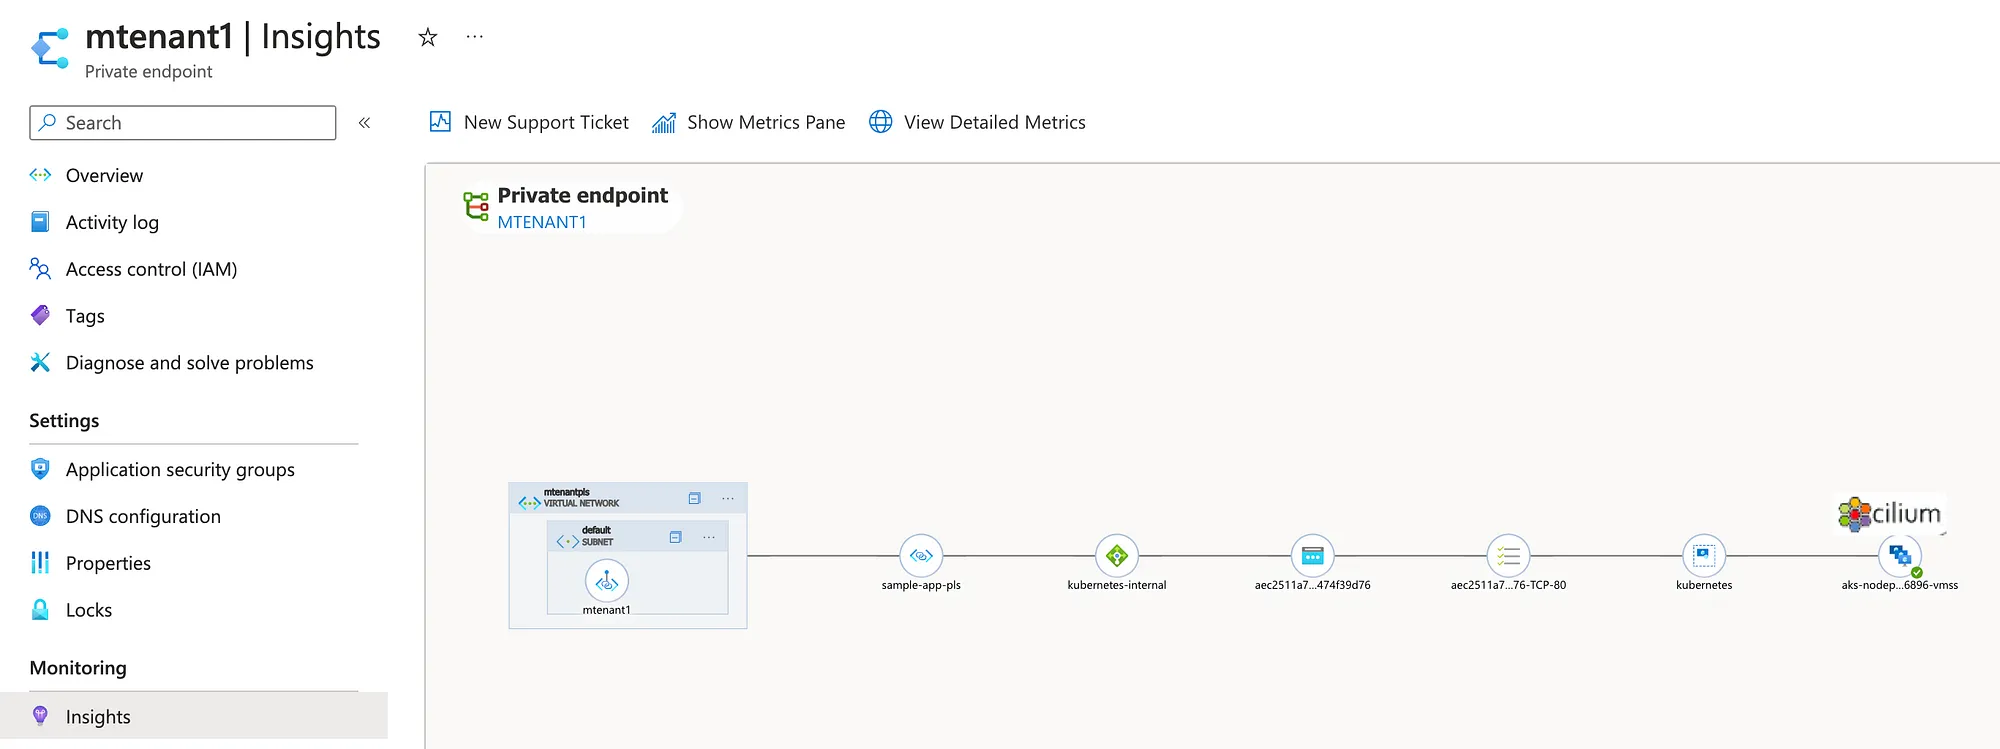 mtenant1 | Insights
Private endpoint
Search
Overview
Activity log
Access control (IAM)
Tags
Diagnose and solve problems
Settings
Application security groups
DNS
DNS configuration
Properties
Locks
Monitoring
Insights
New Support Ticket
Show Metrics Pane
View Detailed Metrics
Private endpoint
MTENANT1
mtenantpls
VIRTUAL NETWORK
default
SUBNET
mtenant1
sample-app-pls
kubernetes-internal
aec2511a7...474f39d76
aec2511a7...76-TCP-80
kubernetes
cilium
aks-nodep...6896-vmss